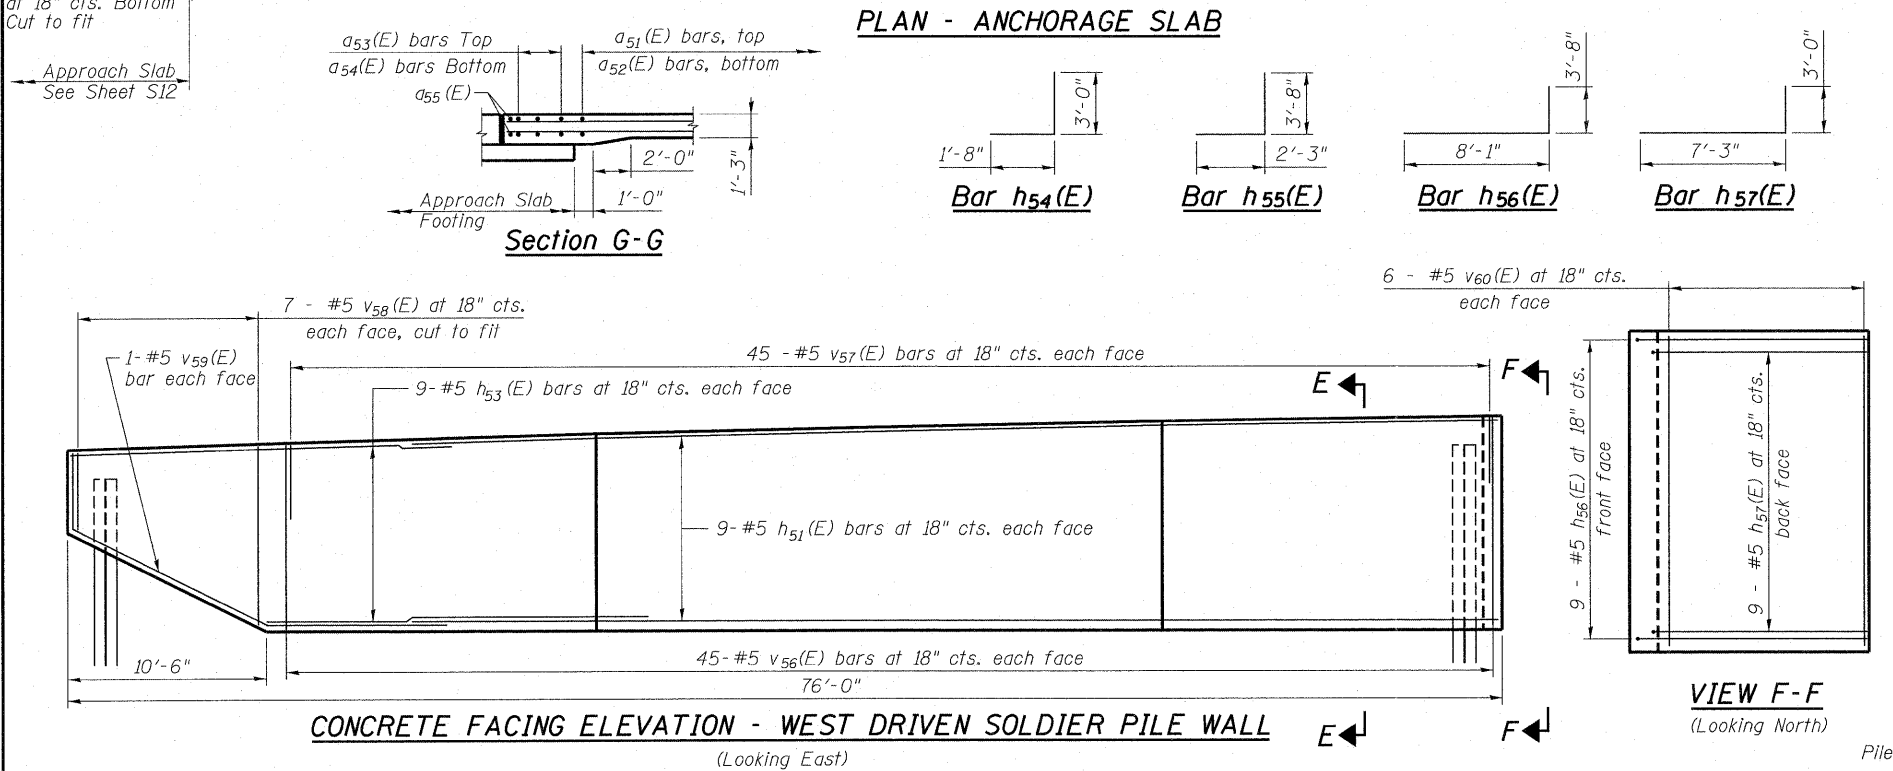 at 18" cts. Bottom
Cut to fit
Approach Slab
See Sheet S12
PLAN - ANCHORAGE SLAB
a53(E) bars Top
a54(E) bars Bottom
a55(E)
a51(E) bars, top
a52(E) bars, bottom
2'-0"
1'-3"
1'-0"
Approach Slab
Footing
Section G-G
3'-0"
1'-8"
Bar h54(E)
3'-8"
2'-3"
Bar h55(E)
3'-8"
8'-1"
Bar h56(E)
3'-0"
7'-3"
Bar h57(E)
7 - #5 v58(E) at 18" cts.
each face, cut to fit
1-#5 v59(E)
bar each face
45 -#5 v57(E) bars at 18" cts. each face
9-#5 h53(E) bars at 18" cts. each face
E
F
9-#5 h51(E) bars at 18" cts. each face
10'-6"
45-#5 v56(E) bars at 18" cts. each face
76'-0"
CONCRETE FACING ELEVATION - WEST DRIVEN SOLDIER PILE WALL
(Looking East)
E
F
6 - #5 v60(E) at 18" cts.
each face
9 - #5 h56(E) at 18" cts.
front face
9 - #5 h57(E) at 18" cts.
back face
VIEW F-F
(Looking North)
Pile